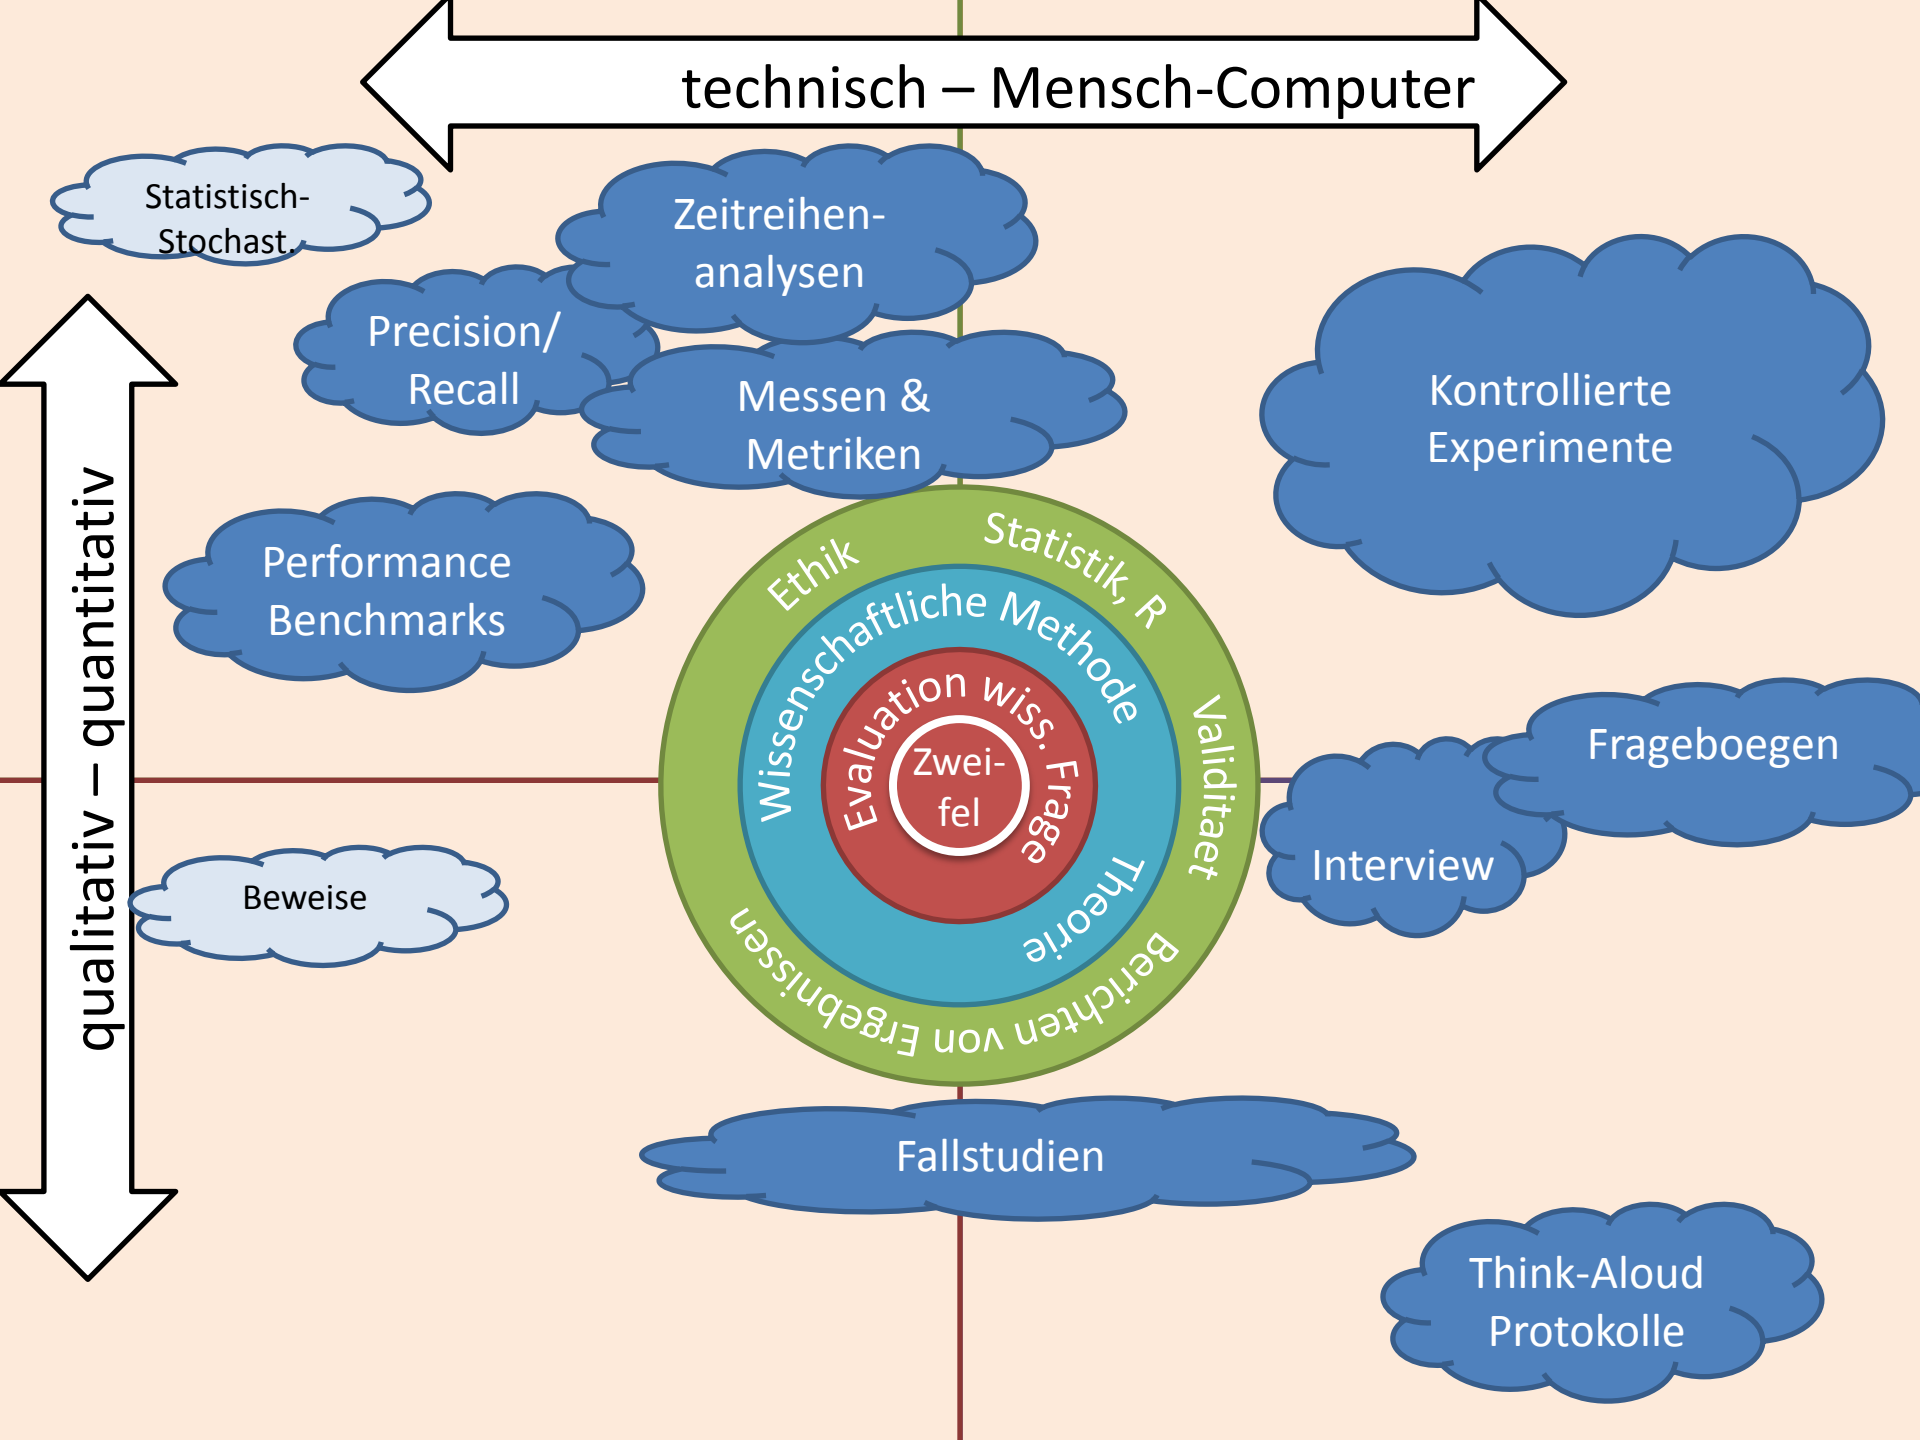 technisch – Mensch-Computer
Statistisch-
Stochast.
Zeitreihen-
analysen
Precision/
Recall
Messen &
Metriken
Kontrollierte
Experimente
qualitativ – quantitativ
Performance
Benchmarks
Ethik
Statistik, R
Validitaet
Berichten von Ergebnissen
Wissenschaftliche Methode
Theorie
Evaluation wiss. Frage
Zwei-
fel
Frageboegen
Interview
Beweise
Fallstudien
Think-Aloud
Protokolle